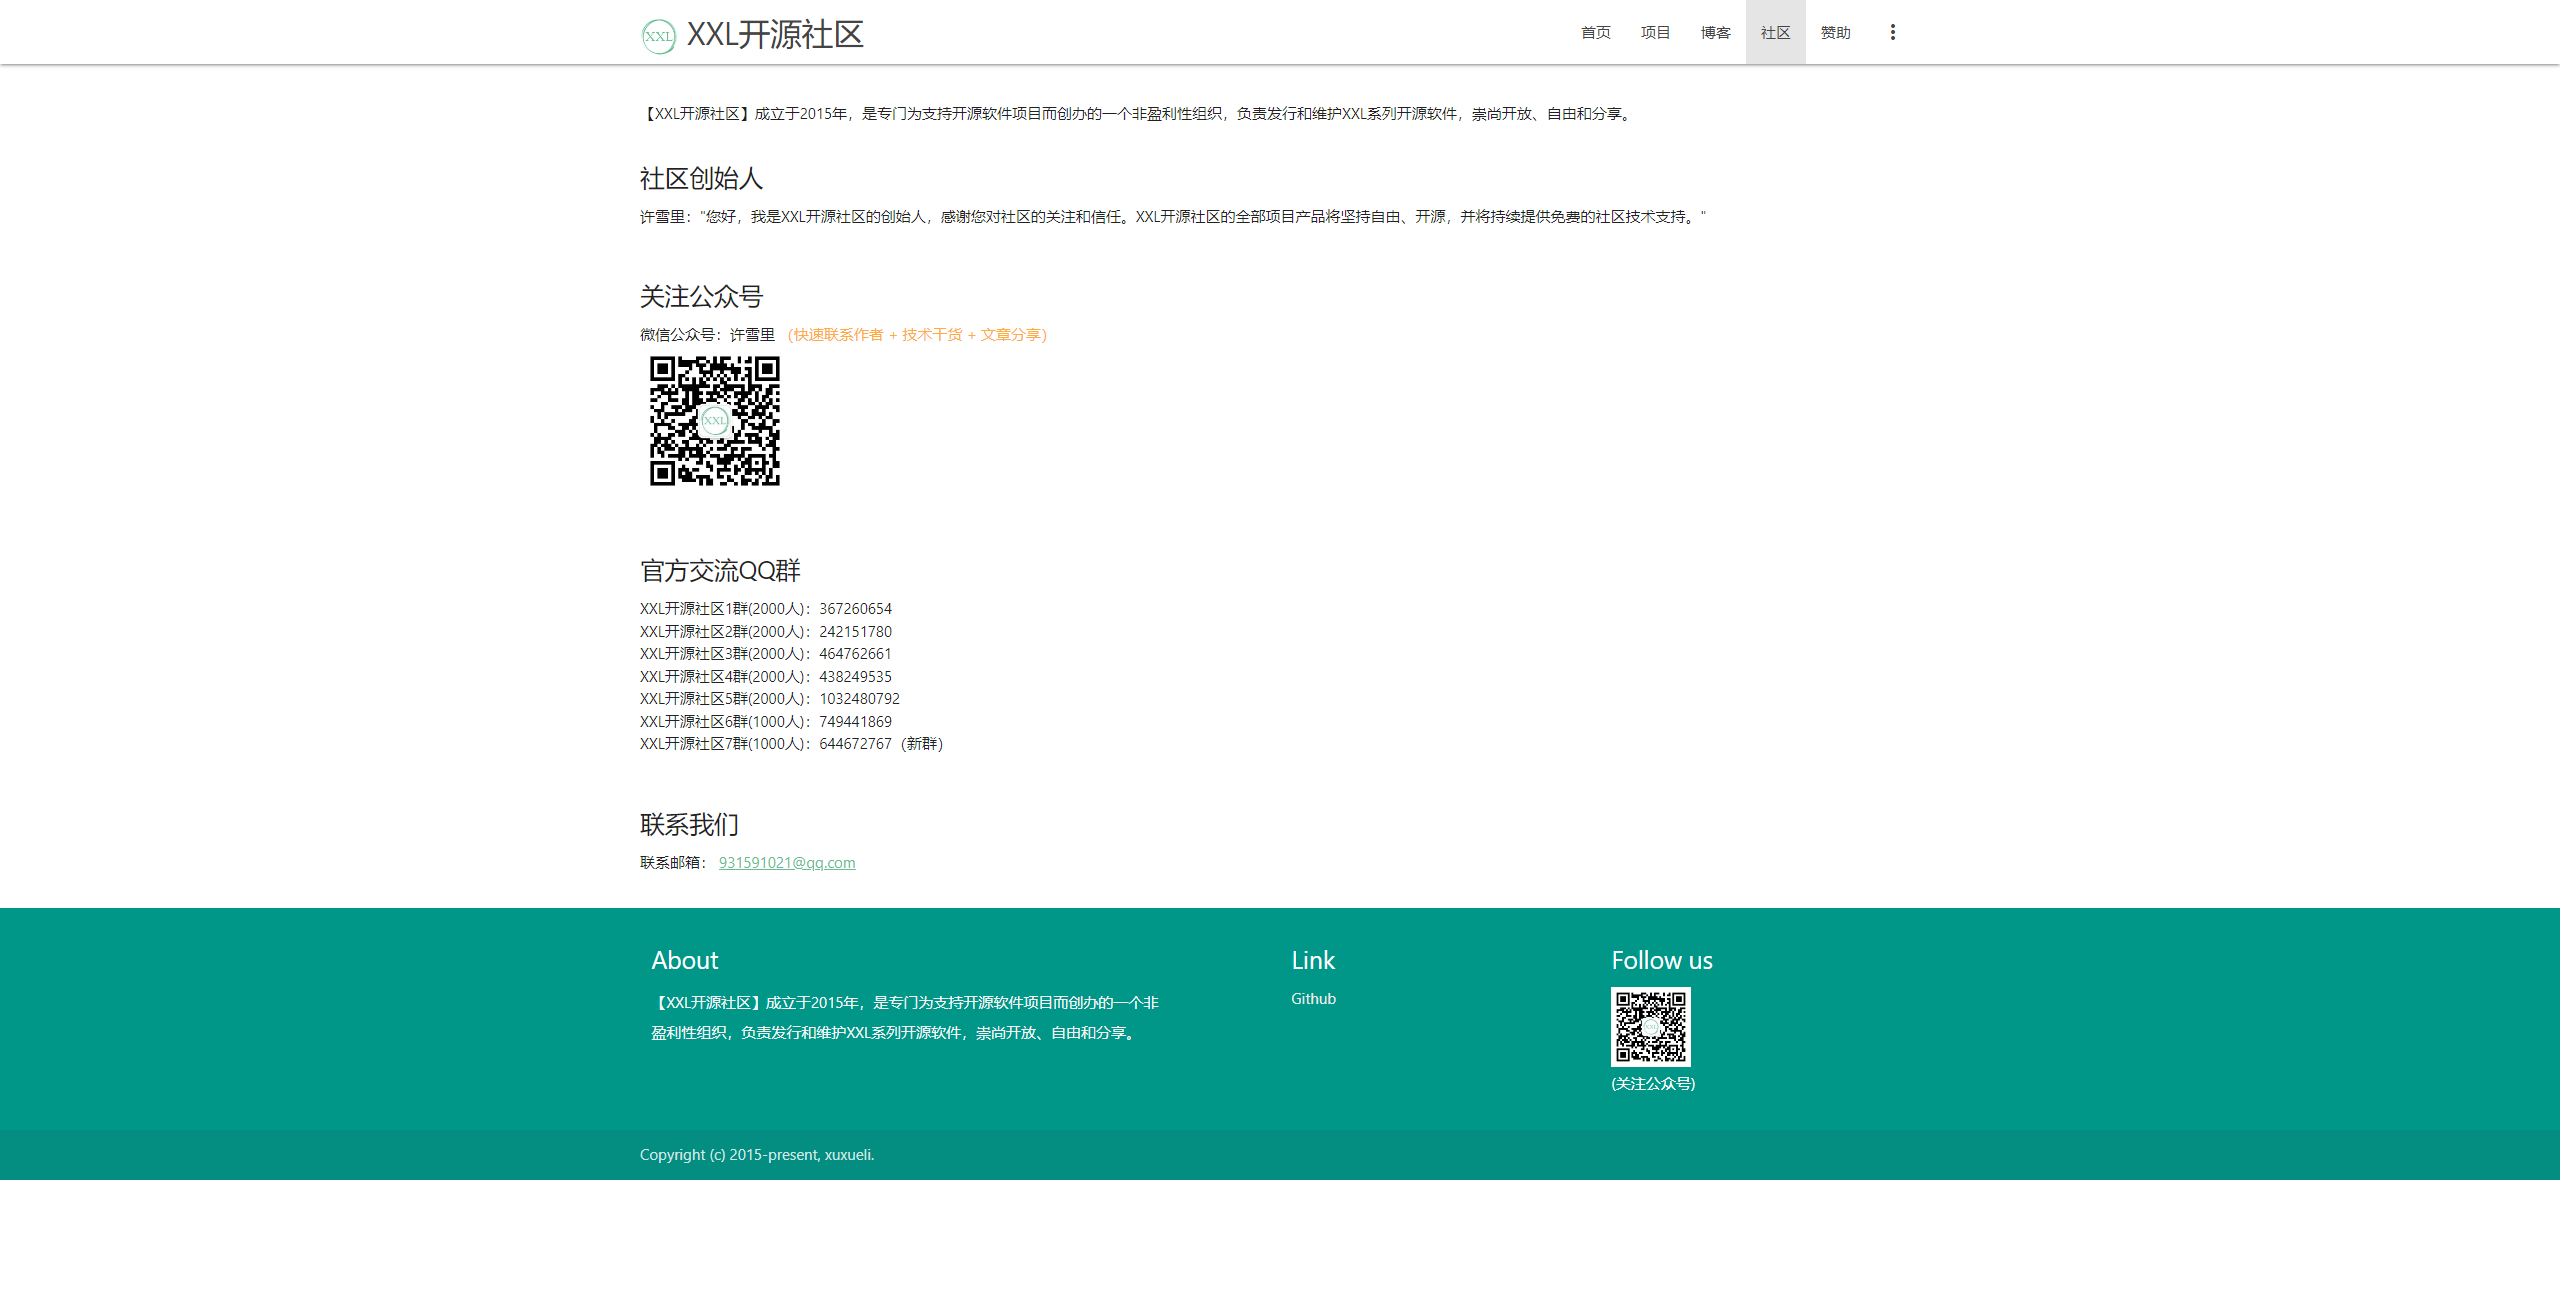 XXL XXL开源社区
首页 项目 博客 社区 赞助
【XXL开源社区】成立于2015年，是专门为支持开源软件项目而创办的一个非盈利性组织，负责发行和维护XXL系列开源软件，崇尚开放、自由和分享。
社区创始人
许雪里："您好，我是XXL开源社区的创始人，感谢您对社区的关注和信任。XXL开源社区的全部项目产品将坚持自由、开源，并将持续提供免费的社区技术支持。"
关注公众号
微信公众号：许雪里 （快速联系作者 + 技术干货 + 文章分享）
XXL
官方交流QQ群
XXL开源社区1群(2000人)：367260654
XXL开源社区2群(2000人)：242151780
XXL开源社区3群(2000人)：464762661
XXL开源社区4群(2000人)：438249535
XXL开源社区5群(2000人)：1032480792
XXL开源社区6群(1000人)：749441869
XXL开源社区7群(1000人)：644672767（新群）
联系我们
联系邮箱： 931591021@qq.com
About
【XXL开源社区】成立于2015年，是专门为支持开源软件项目而创办的一个非
盈利性组织，负责发行和维护XXL系列开源软件，崇尚开放、自由和分享。
Link
Github
Follow us
(关注公众号)
Copyright (c) 2015-present, xuxueli.